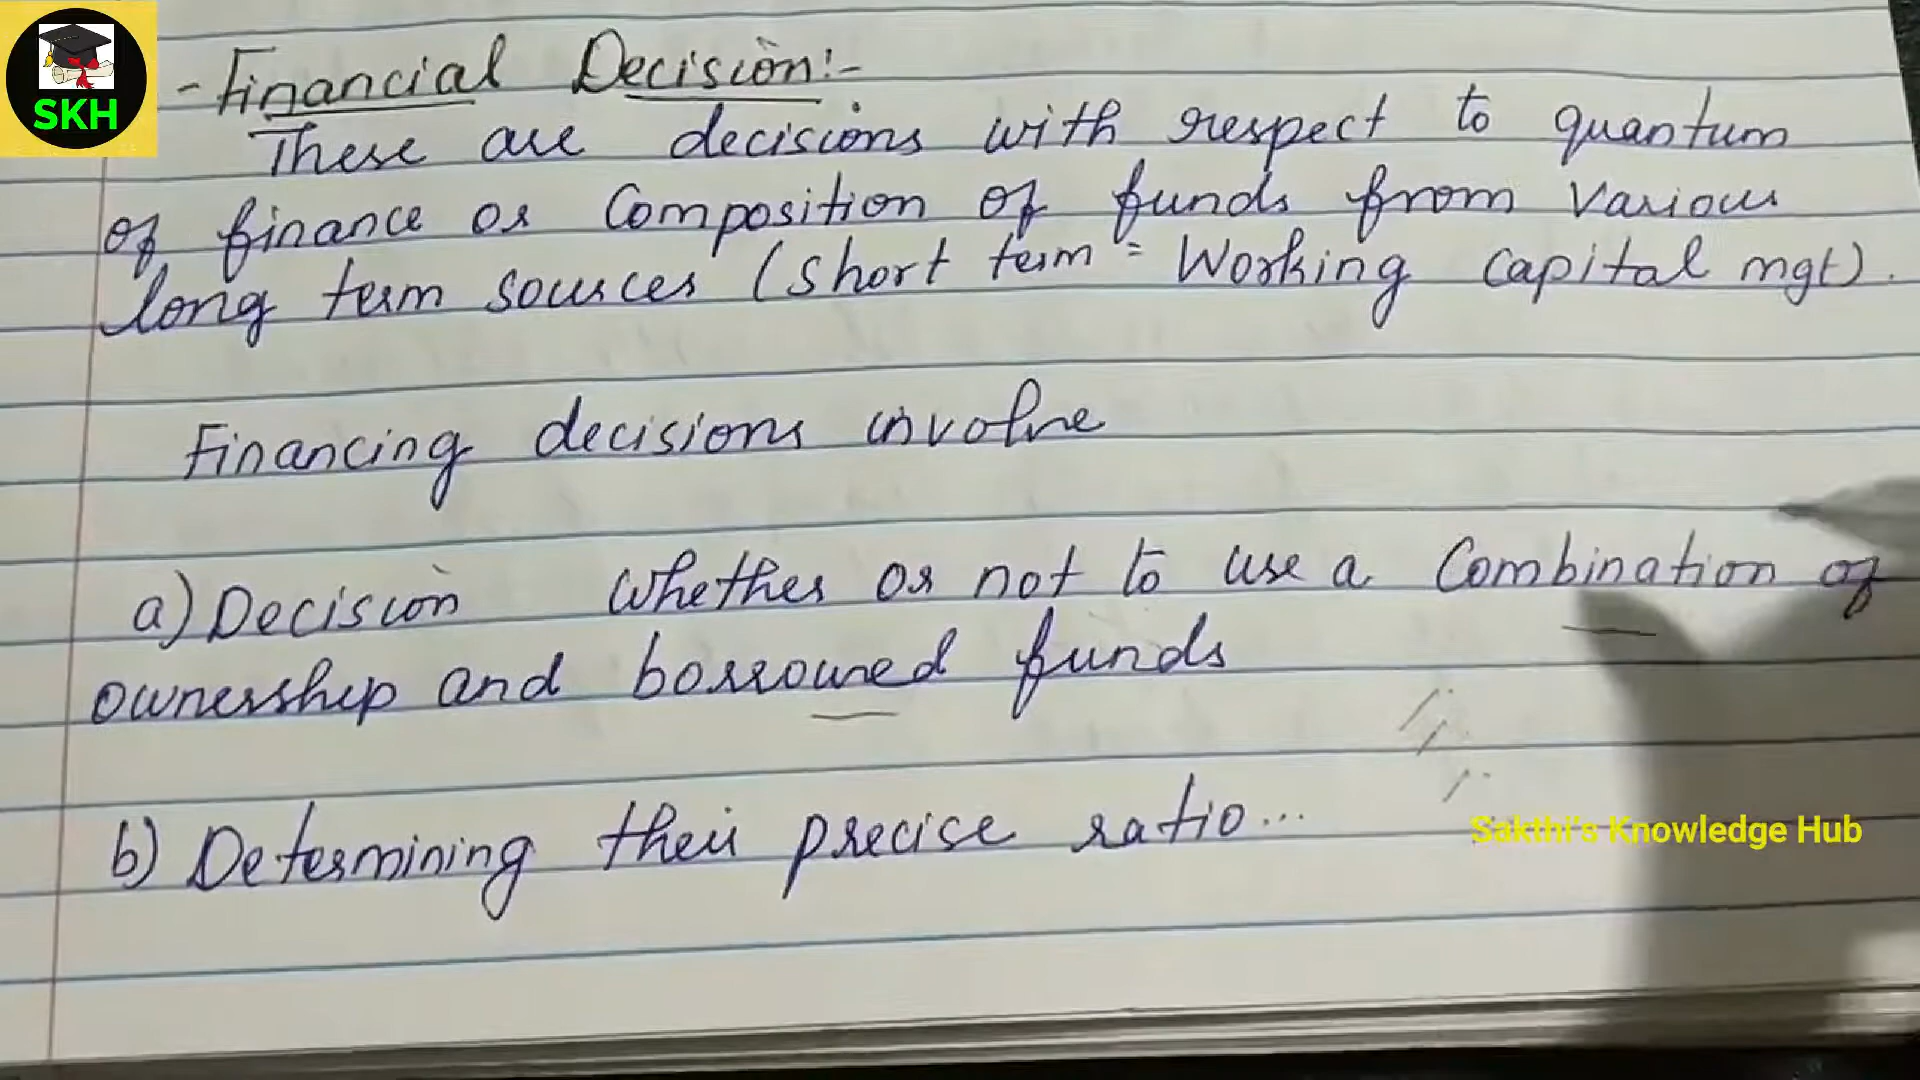 SKH
- Financial Decision:-
These are decisions with respect to quantum
of finance or Composition of funds from various
long term sources (short term = Working capital mgt).
Financing decisions involve
a) Decision whether or not to use a Combination of
ownership and borrowed funds
b) Determining their precise ratio...
Sakthi's Knowledge Hub